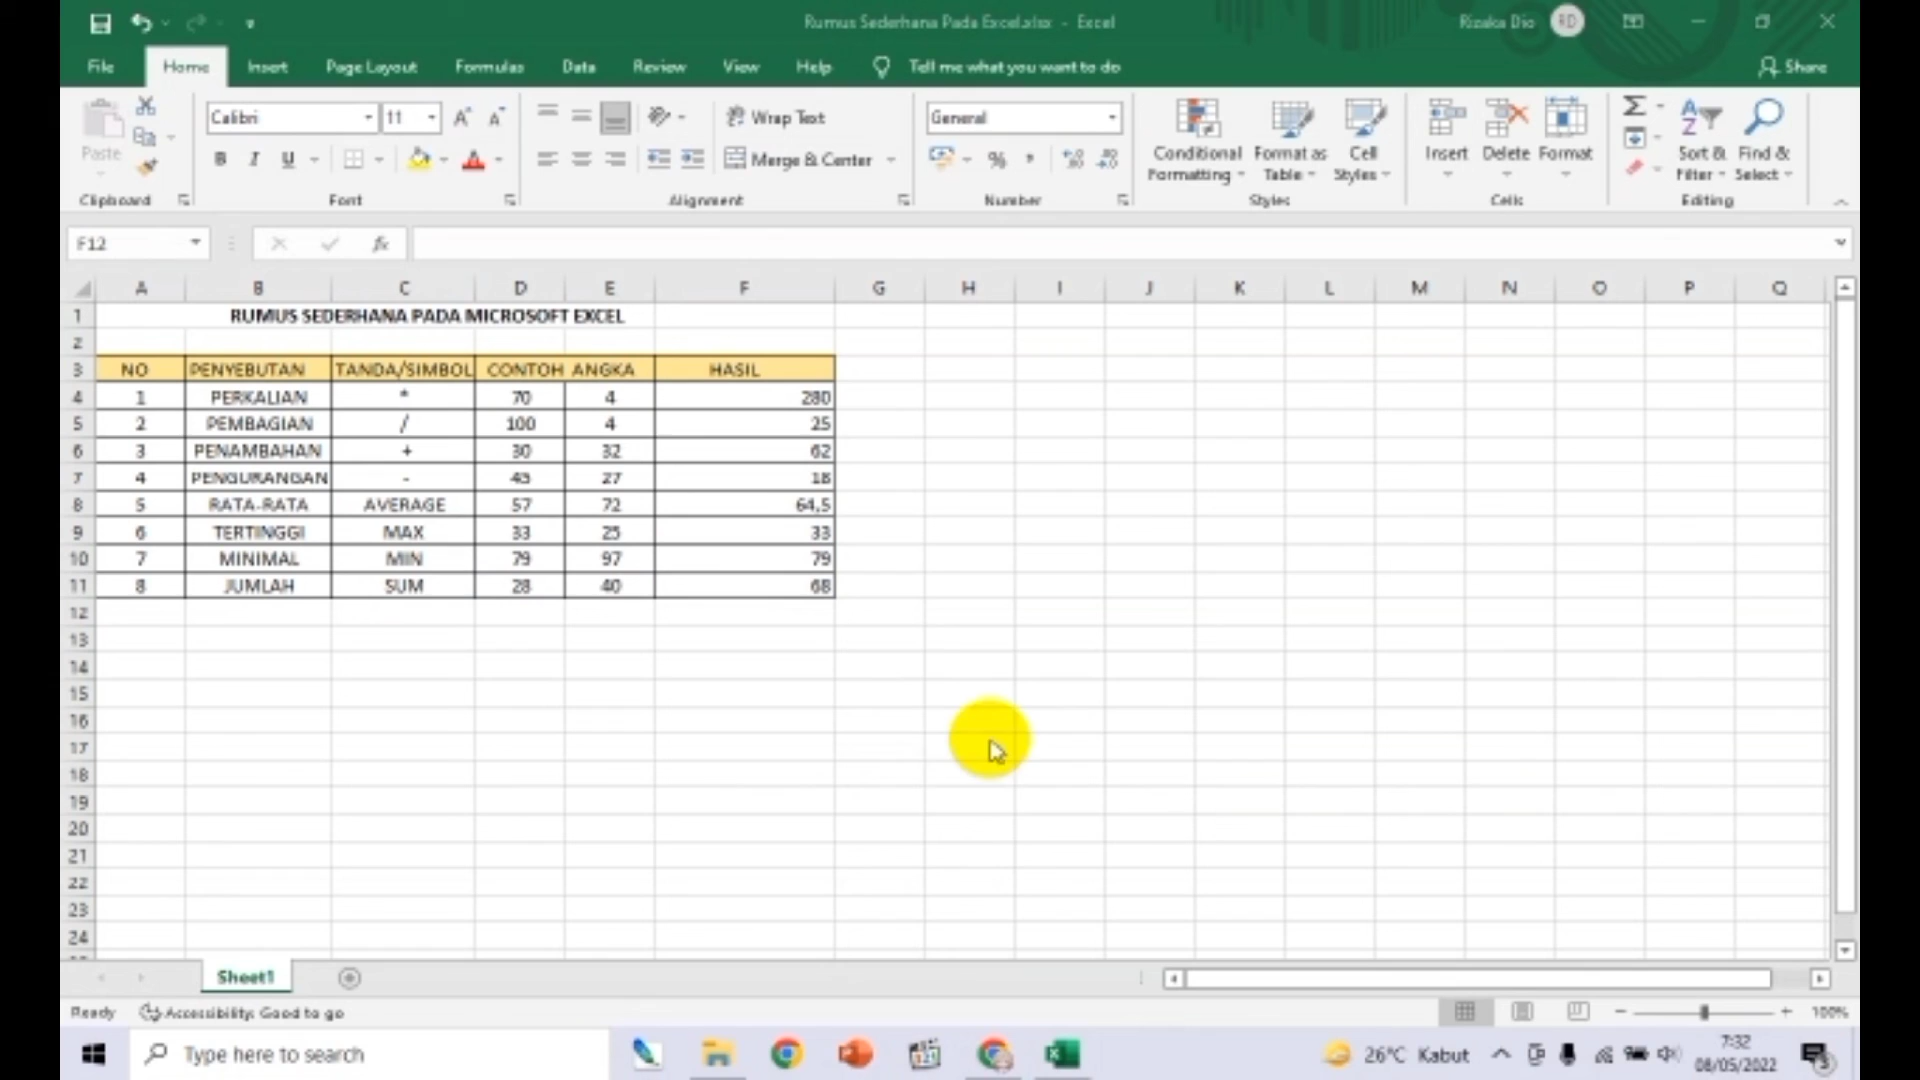 Rumus Sederhana Pada Excel.xlsx - Excel
Rizaka Dio RD
File Home Insert Page Layout Formulas Data Review View Help Tell me what you want to do Share
Paste
Clipboard
Calibri 11
B I U
Font
Wrap Text
Merge & Center
Alignment
General
%
Number
Conditional Formatting
Format as Table
Cell Styles
Styles
Insert Delete Format
Cells
Sort & Filter
Find & Select
Editing
F12 fx
A B C D E F G H I J K L M N O P Q
1 RUMUS SEDERHANA PADA MICROSOFT EXCEL
2
3 NO PENYEBUTAN TANDA/SIMBOL CONTOH ANGKA HASIL
4 1 PERKALIAN * 70 4 280
5 2 PEMBAGIAN / 100 4 25
6 3 PENAMBAHAN + 30 32 62
7 4 PENGURANGAN - 45 27 18
8 5 RATA-RATA AVERAGE 57 72 64,5
9 6 TERTINGGI MAX 33 25 33
10 7 MINIMAL MIN 79 97 79
11 8 JUMLAH SUM 28 40 68
12
13
14
15
16
17
18
19
20
21
22
23
24
Sheet1
Ready Accessibility: Good to go 100%
Type here to search
26°C Kabut
7:32
08/05/2022